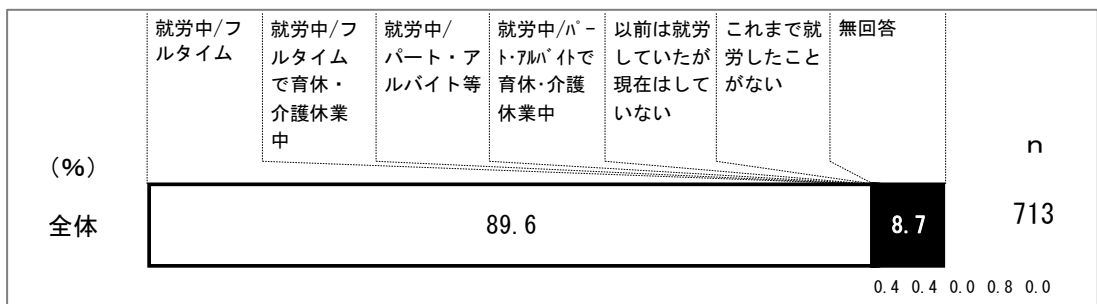 就労中/フ
ルタイム
就労中/フ
ルタイム
で育休・
介護休業
中
就労中/
パート・ア
ルバイト等
就労中/ﾊﾟｰ
ﾄ･ｱﾙﾊﾞｲﾄで
育休･介護
休業中
以前は就労
していたが
現在はして
いない
これまで就
労したこと
がない
無回答
n
(%)
全体
89.6
8.7
713
0.4 0.4 0.0 0.8 0.0